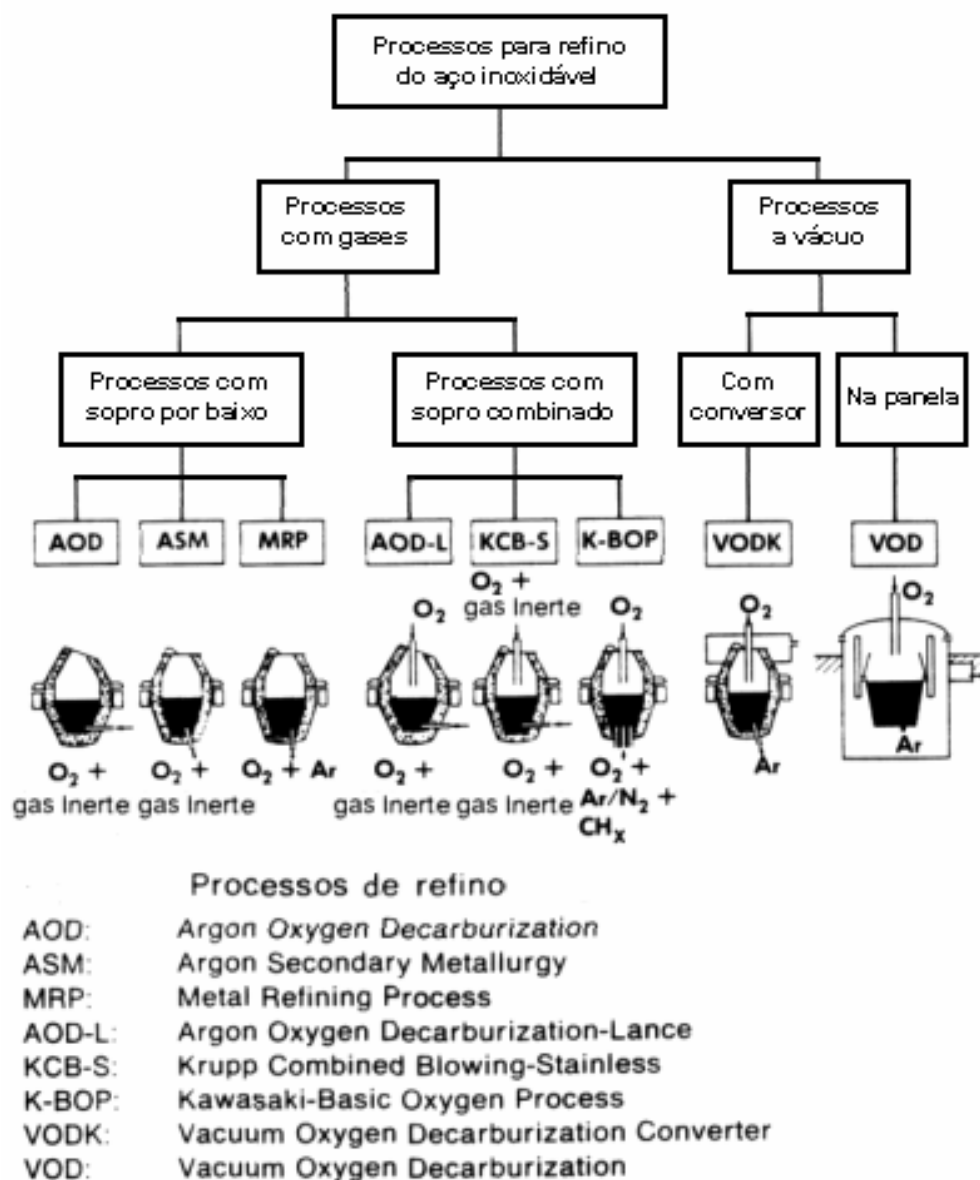 Processos para refino
do aço inoxidável
Processos
com gases
Processos
a vácuo
Processos com
sopro por baixo
Processos com
sopro combinado
Com
conversor
Na panela
AOD
ASM
MRP
AOD-L
KCB-S
K-BOP
VODK
VOD
O₂ +
gas Inerte
O₂
O₂
O₂
O₂
O₂ +
gas Inerte
O₂ +
gas Inerte
O₂ + Ar
O₂ +
gas Inerte
O₂ +
gas Inerte
O₂ +
Ar/N₂ +
CHₓ
Ar
Ar
Processos de refino
AOD: Argon Oxygen Decarburization
ASM: Argon Secondary Metallurgy
MRP: Metal Refining Process
AOD-L: Argon Oxygen Decarburization-Lance
KCB-S: Krupp Combined Blowing-Stainless
K-BOP: Kawasaki-Basic Oxygen Process
VODK: Vacuum Oxygen Decarburization Converter
VOD: Vacuum Oxygen Decarburization